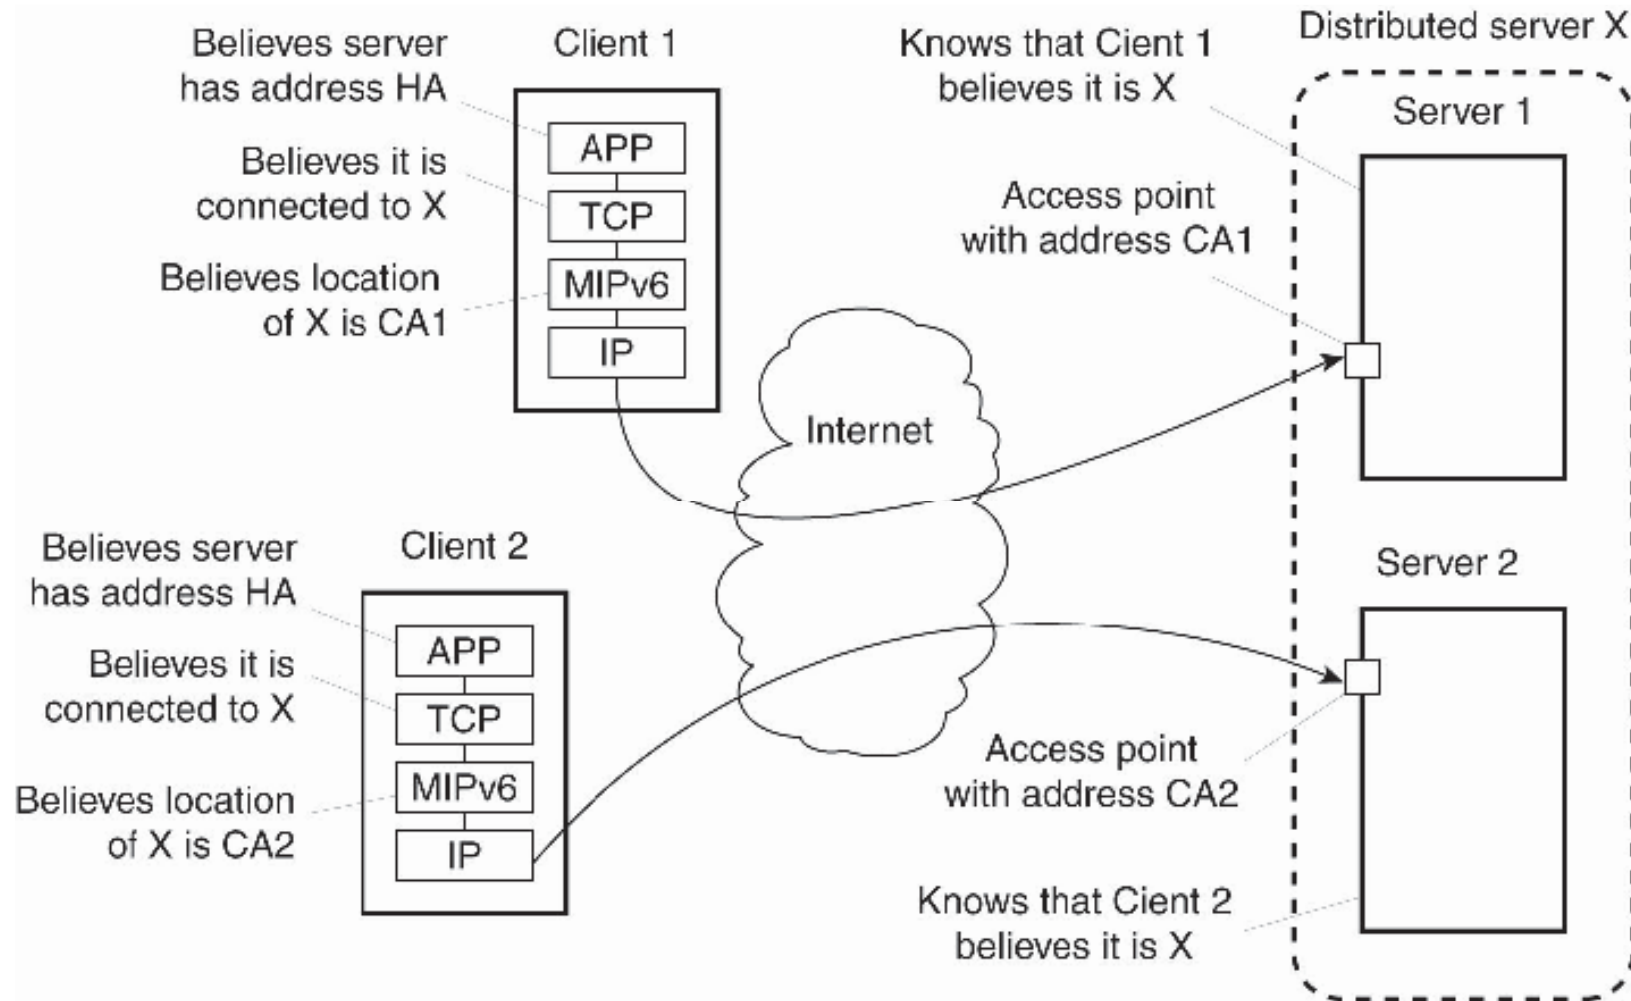 Believes server
has address HA
Client 1
Knows that Cient 1
believes it is X
Distributed server X
Server 1
APP
Believes it is
connected to X
TCP
Access point
with address CA1
Believes location
of X is CA1
MIPv6
IP
Internet
Believes server
has address HA
Client 2
Server 2
APP
Believes it is
connected to X
TCP
Access point
with address CA2
Believes location
of X is CA2
MIPv6
IP
Knows that Cient 2
believes it is X